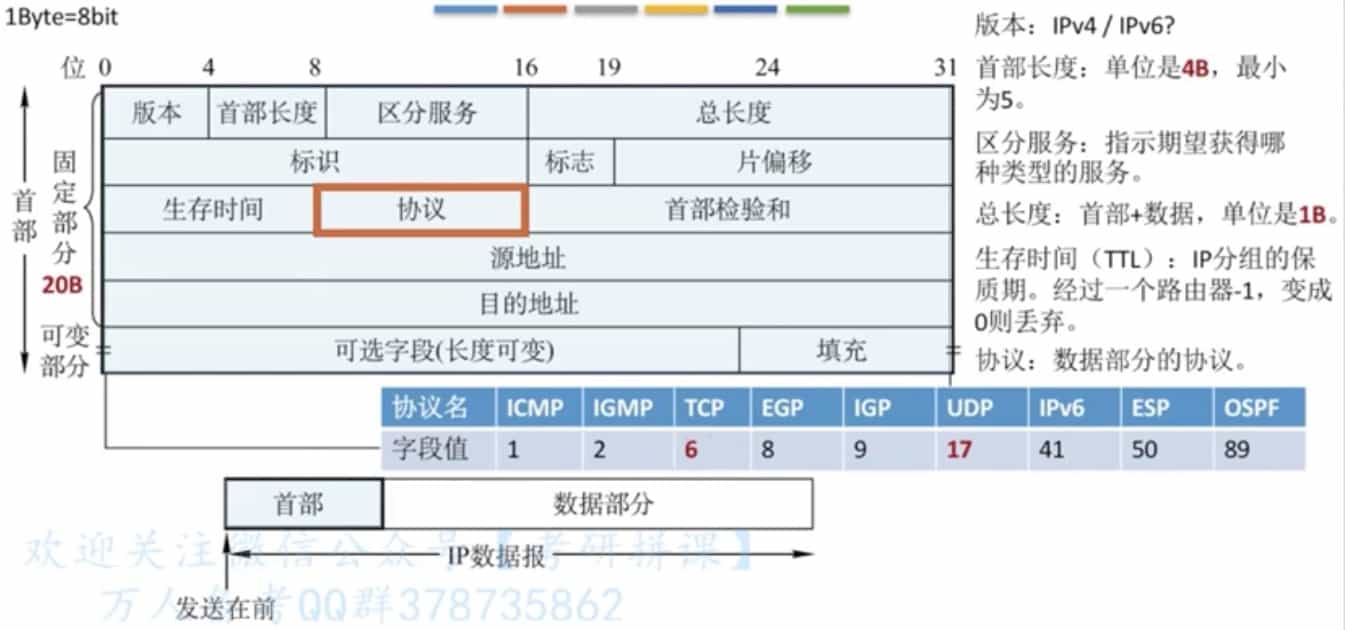 1Byte=8bit
位 0 4 8 16 19 24 31
版本 首部长度 区分服务 总长度
标识 标志 片偏移
生存时间 协议 首部检验和
源地址
目的地址
可选字段(长度可变) 填充
首部
固定部分
20B
可变
部分
版本：IPv4 / IPv6?
首部长度：单位是4B，最小
为5。
区分服务：指示期望获得哪
种类型的服务。
总长度：首部+数据，单位是1B。
生存时间（TTL）：IP分组的保
质期。经过一个路由器-1，变成
0则丢弃。
协议：数据部分的协议。
协议名 ICMP IGMP TCP EGP IGP UDP IPv6 ESP OSPF
字段值 1 2 6 8 9 17 41 50 89
首部 数据部分
IP数据报
发送在前
欢迎关注微信公众号【考研拼课】
万人备考QQ群378735862